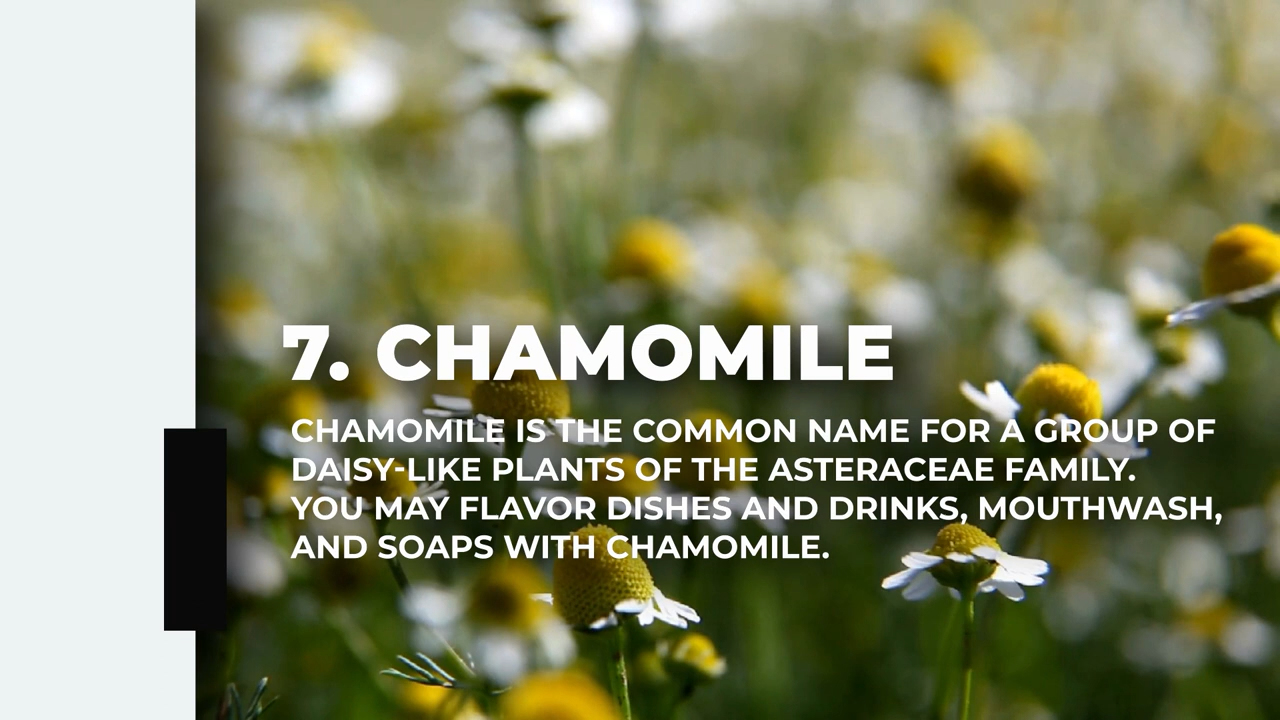 7. CHAMOMILE
CHAMOMILE IS THE COMMON NAME FOR A GROUP OF
DAISY-LIKE PLANTS OF THE ASTERACEAE FAMILY.
YOU MAY FLAVOR DISHES AND DRINKS, MOUTHWASH,
AND SOAPS WITH CHAMOMILE.